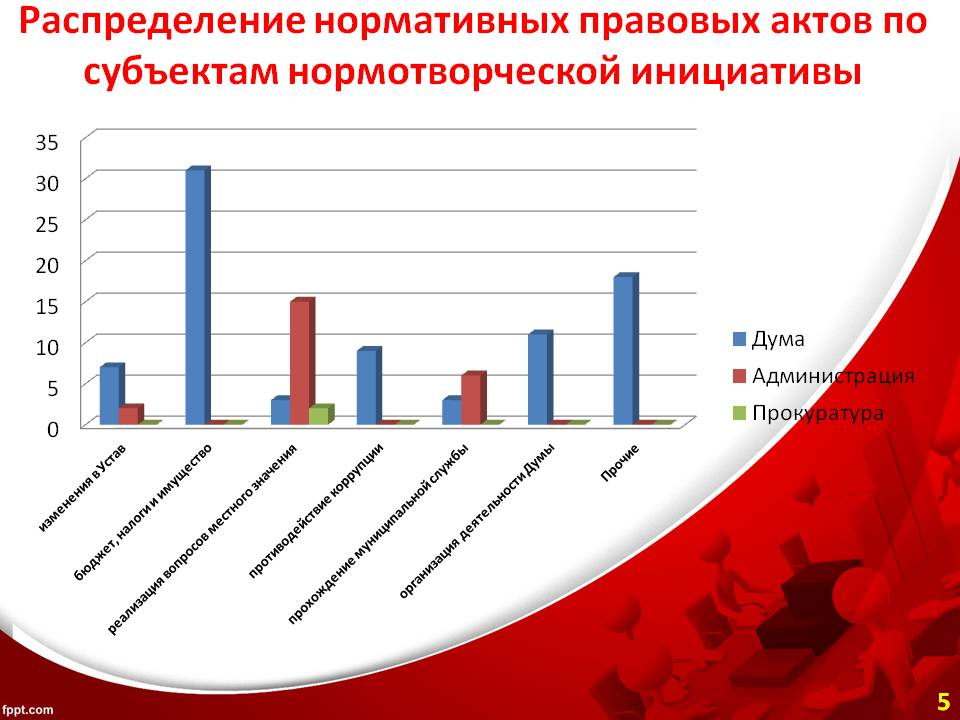 Распределение нормативных правовых актов по
субъектам нормотворческой инициативы
35
30
25
20
15
10
5
0
изменения в Устав
бюджет, налоги и имущество
реализация вопросов местного значения
противодействие коррупции
прохождение муниципальной службы
организация деятельности Думы
Прочие
Дума
Администрация
Прокуратура
fppt.com
5